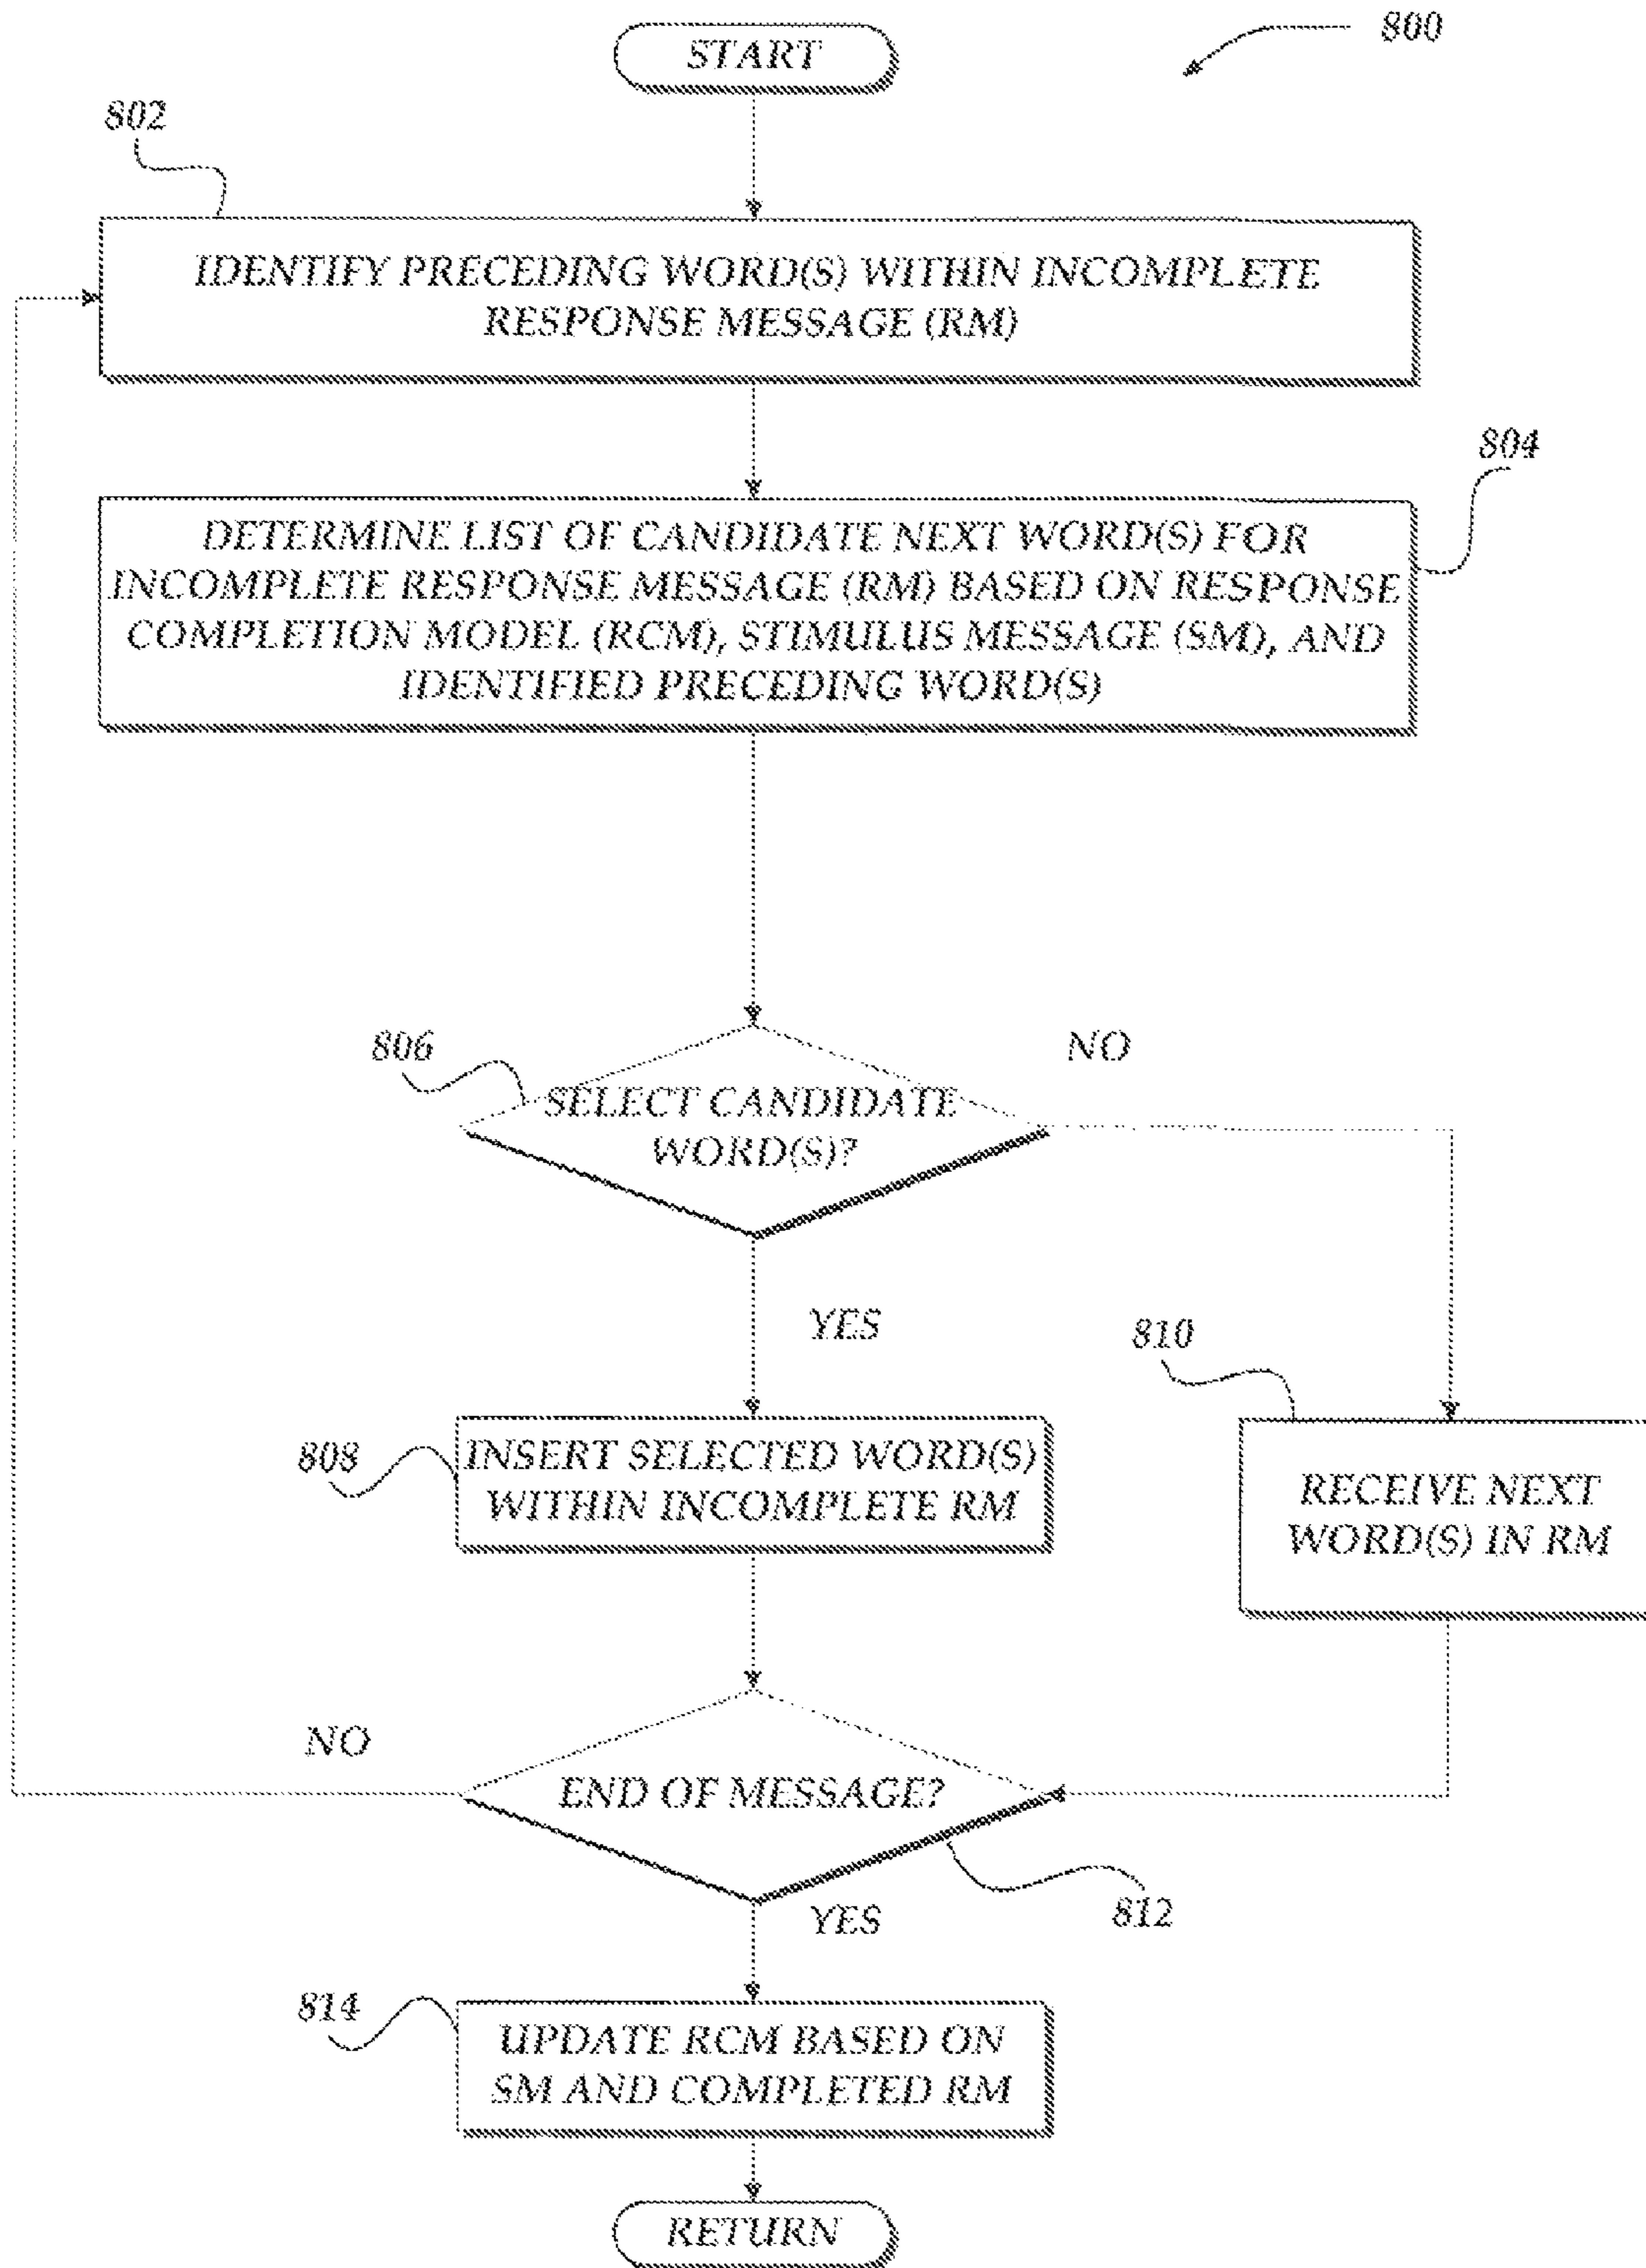 START
800
802
IDENTIFY PRECEDING WORD(S) WITHIN INCOMPLETE
RESPONSE MESSAGE (RM)
804
DETERMINE LIST OF CANDIDATE NEXT WORD(S) FOR
INCOMPLETE RESPONSE MESSAGE (RM) BASED ON RESPONSE
COMPLETION MODEL (RCM), STIMULUS MESSAGE (SM), AND
IDENTIFIED PRECEDING WORD(S)
806
NO
SELECT CANDIDATE
WORD(S)?
YES
810
808
INSERT SELECTED WORD(S)
WITHIN INCOMPLETE RM
RECEIVE NEXT
WORD(S) IN RM
NO
END OF MESSAGE?
812
YES
814
UPDATE RCM BASED ON
SM AND COMPLETED RM
RETURN